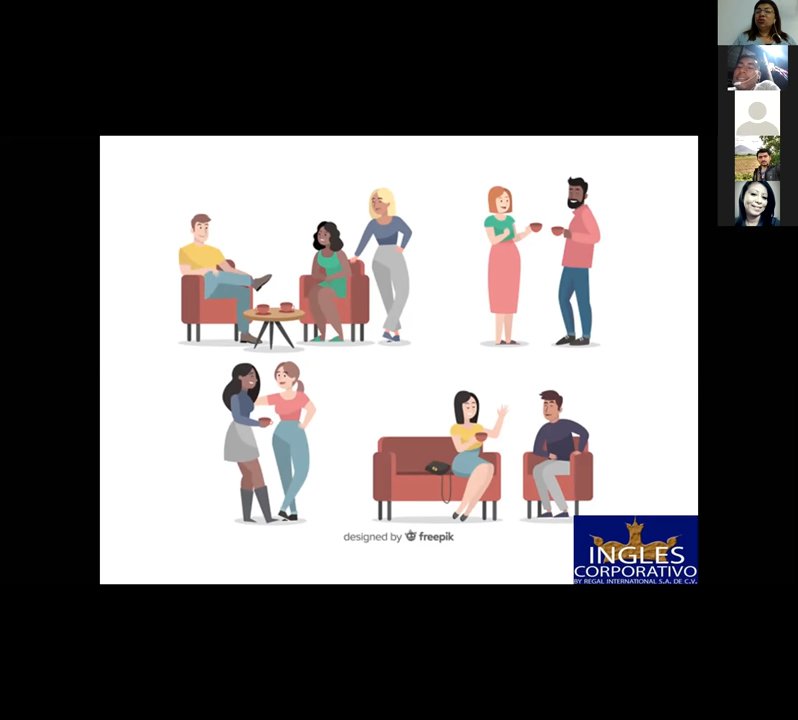 designed by freepik
INGLES
CORPORATIVO
BY REGAL INTERNATIONAL S.A. DE C.V.